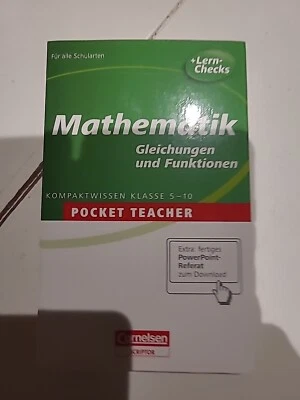 Für alle Schularten
+Lern-
Checks
Mathematik
Gleichungen
und Funktionen
KOMPAKTWISSEN KLASSE 5–10
POCKET TEACHER
Extra: fertiges
PowerPoint-
Referat
zum Download
Cornelsen
SCRIPTOR